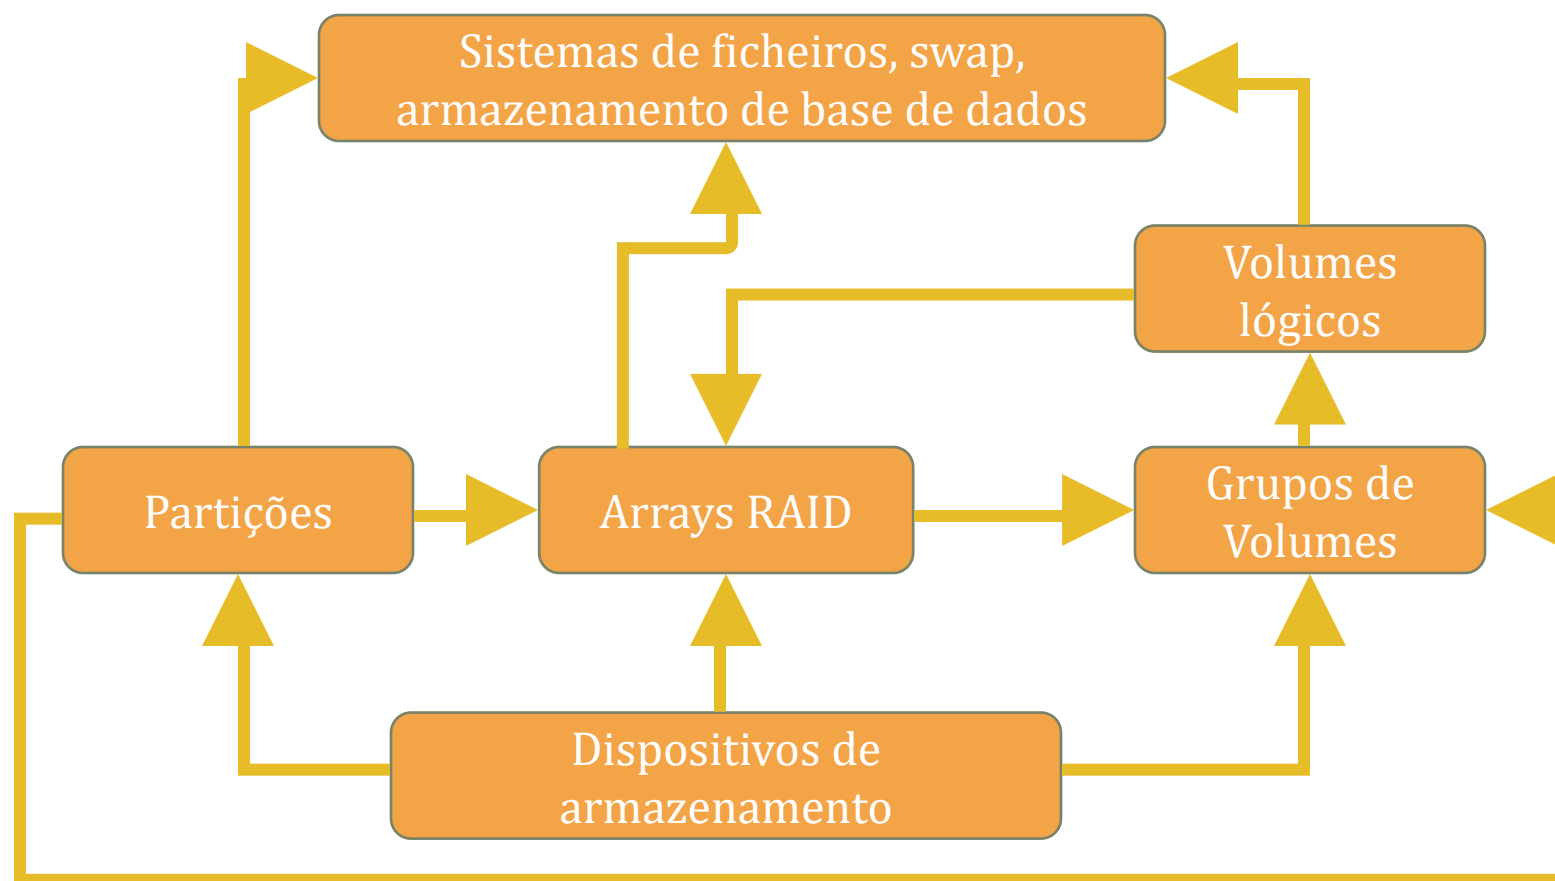 Sistemas de ficheiros, swap,
armazenamento de base de dados
Volumes
lógicos
Partições
Arrays RAID
Grupos de
Volumes
Dispositivos de
armazenamento